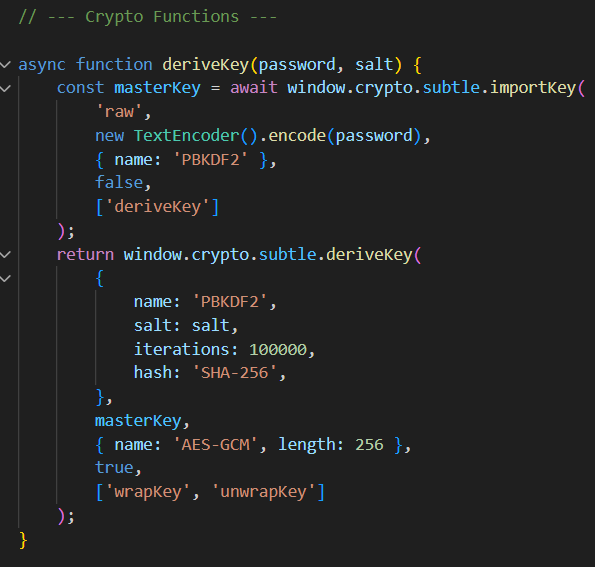 // --- Crypto Functions ---
async function deriveKey(password, salt) {
const masterKey = await window.crypto.subtle.importKey(
'raw',
new TextEncoder().encode(password),
{ name: 'PBKDF2' },
false,
['deriveKey']
);
return window.crypto.subtle.deriveKey(
{
name: 'PBKDF2',
salt: salt,
iterations: 100000,
hash: 'SHA-256',
},
masterKey,
{ name: 'AES-GCM', length: 256 },
true,
['wrapKey', 'unwrapKey']
);
}